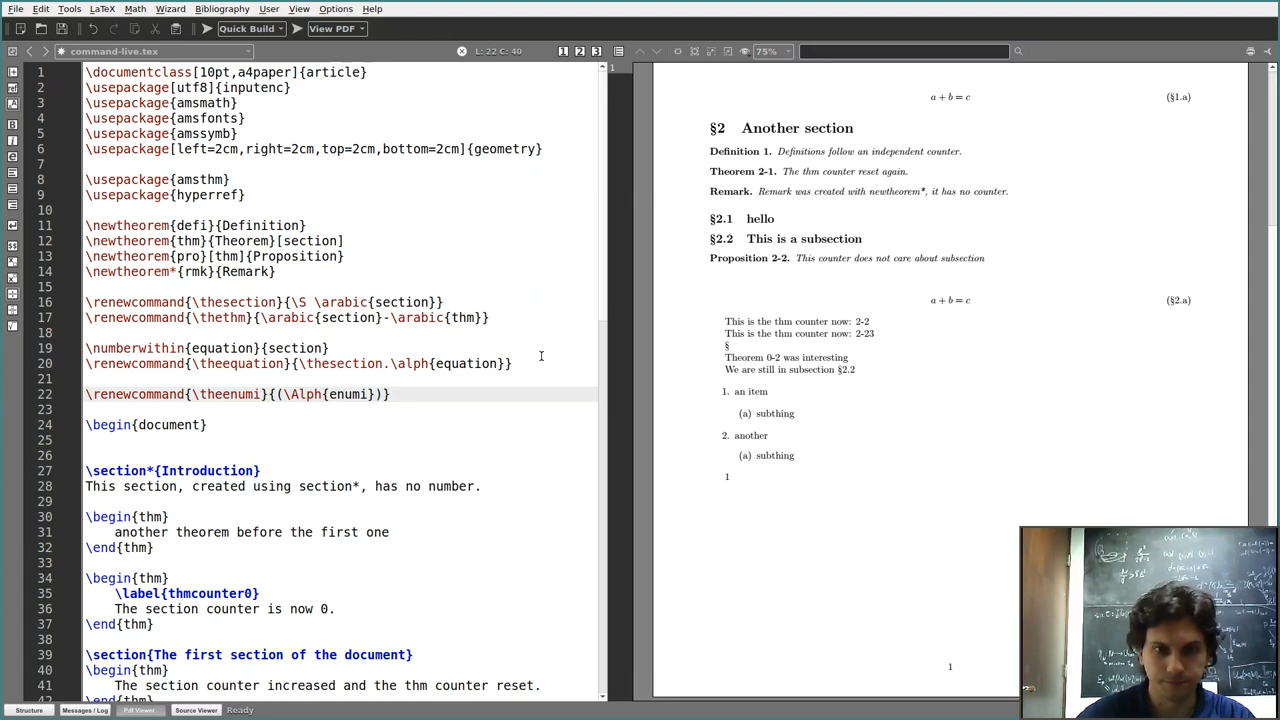 File Edit Tools LaTeX Math Wizard Bibliography User View Options Help
Quick Build View PDF
command-live.tex L: 22 C: 40 1 2 3 75%
1 \documentclass[10pt,a4paper]{article}
2 \usepackage[utf8]{inputenc}
3 \usepackage{amsmath}
4 \usepackage{amsfonts}
5 \usepackage{amssymb}
6 \usepackage[left=2cm,right=2cm,top=2cm,bottom=2cm]{geometry}
7
8 \usepackage{amsthm}
9 \usepackage{hyperref}
10
11 \newtheorem{defi}{Definition}
12 \newtheorem{thm}{Theorem}[section]
13 \newtheorem{pro}[thm]{Proposition}
14 \newtheorem*{rmk}{Remark}
15
16 \renewcommand{\thesection}{\S \arabic{section}}
17 \renewcommand{\thethm}{\arabic{section}-\arabic{thm}}
18
19 \numberwithin{equation}{section}
20 \renewcommand{\theequation}{\thesection.\alph{equation}}
21
22 \renewcommand{\theenumi}{(\Alph{enumi})}
23
24 \begin{document}
25
26
27 \section*{Introduction}
28 This section, created using section*, has no number.
29
30 \begin{thm}
31 another theorem before the first one
32 \end{thm}
33
34 \begin{thm}
35 \label{thmcounter0}
36 The section counter is now 0.
37 \end{thm}
38
39 \section{The first section of the document}
40 \begin{thm}
41 The section counter increased and the thm counter reset.
42
1
a + b = c (§1.a)
§2 Another section
Definition 1. Definitions follow an independent counter.
Theorem 2-1. The thm counter reset again.
Remark. Remark was created with newtheorem*, it has no counter.
§2.1 hello
§2.2 This is a subsection
Proposition 2-2. This counter does not care about subsection
a + b = c (§2.a)
This is the thm counter now: 2-2
This is the thm counter now: 2-23
§
Theorem 0-2 was interesting
We are still in subsection §2.2
1. an item
(a) subthing
2. another
(a) subthing
1
1
Structure Messages / Log Pdf Viewer Source Viewer Ready